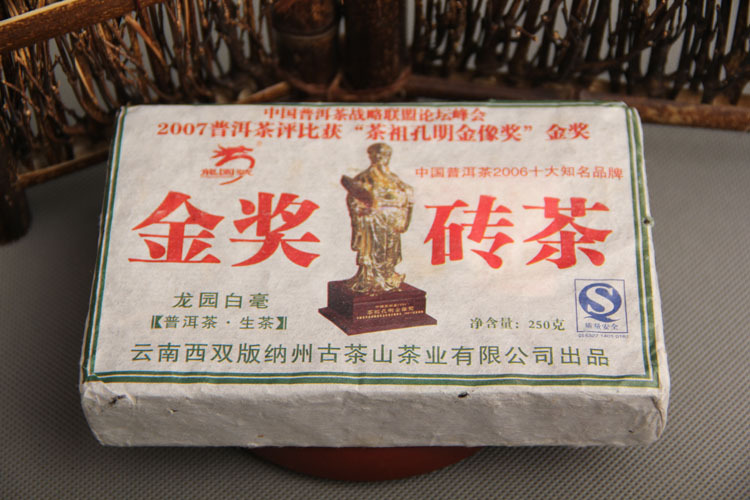 中国普洱茶战略联盟论坛峰会
2007普洱茶评比获“茶祖孔明金像奖”金奖
龍園號
中国普洱茶2006十大知名品牌
金奖 砖茶
龙园白毫
【普洱茶·生茶】
净含量：250克
质量安全
云南西双版纳州古茶山茶业有限公司出品